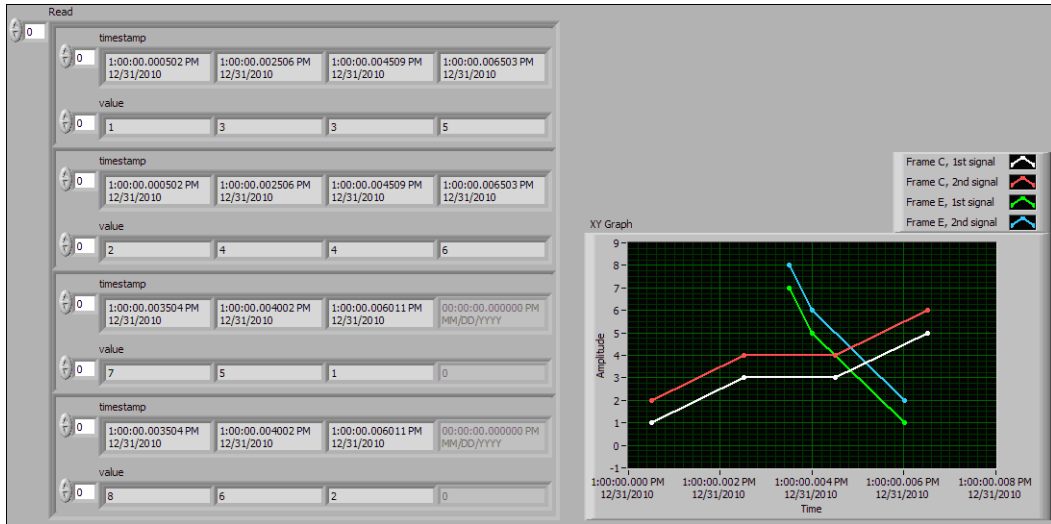 Read
0
timestamp
0
1:00:00.000502 PM 1:00:00.002506 PM 1:00:00.004509 PM 1:00:00.006503 PM
12/31/2010 12/31/2010 12/31/2010 12/31/2010
value
0 1 3 3 5
timestamp
0
1:00:00.000502 PM 1:00:00.002506 PM 1:00:00.004509 PM 1:00:00.006503 PM
12/31/2010 12/31/2010 12/31/2010 12/31/2010
value
0 2 4 4 6
timestamp
0
1:00:00.003504 PM 1:00:00.004002 PM 1:00:00.006011 PM 00:00:00.000000 PM
12/31/2010 12/31/2010 12/31/2010 MM/DD/YYYY
value
0 7 5 1 0
timestamp
0
1:00:00.003504 PM 1:00:00.004002 PM 1:00:00.006011 PM 00:00:00.000000 PM
12/31/2010 12/31/2010 12/31/2010 MM/DD/YYYY
value
0 8 6 2 0
Frame C, 1st signal
Frame C, 2nd signal
Frame E, 1st signal
Frame E, 2nd signal
XY Graph
Amplitude
9
8
7
6
5
4
3
2
1
0
-1
1:00:00.000 PM 1:00:00.002 PM 1:00:00.004 PM 1:00:00.006 PM 1:00:00.008 PM
12/31/2010 12/31/2010 12/31/2010 12/31/2010 12/31/2010
Time